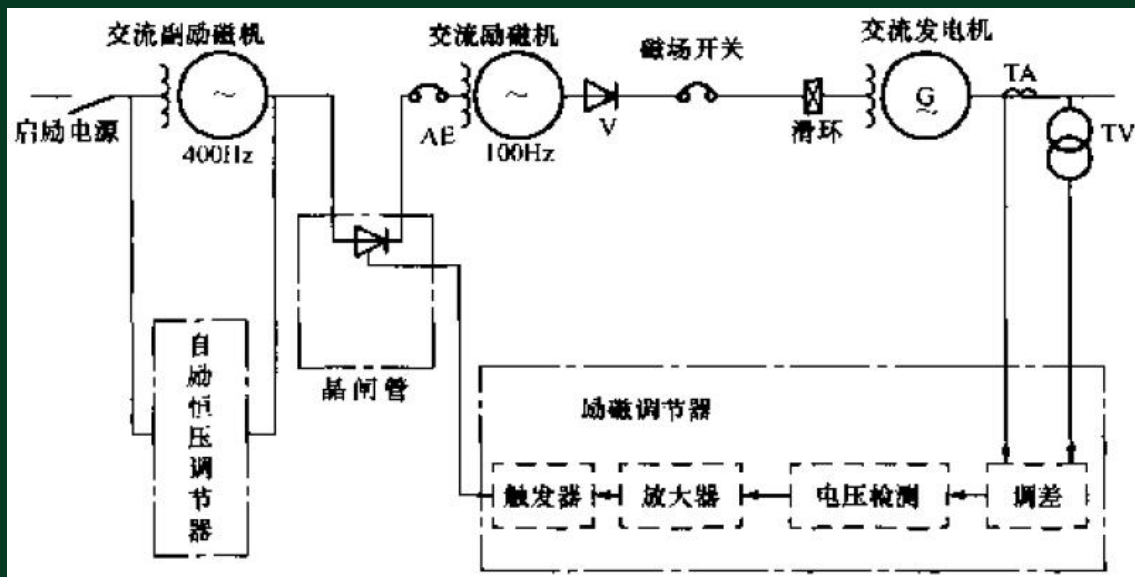 交流副励磁机
交流励磁机
磁场开关
交流发电机
启励电源
~
400Hz
AE
~
100Hz
V
滑环
G
~
TA
TV
晶闸管
自励恒压调节器
励磁调节器
触发器
放大器
电压检测
调差